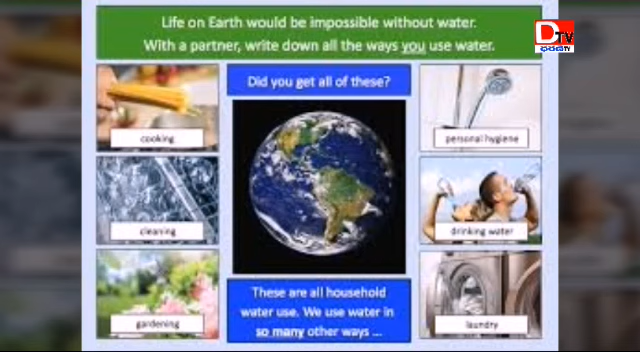 Life on Earth would be impossible without water.
With a partner, write down all the ways you use water.
DTV
Did you get all of these?
cooking
personal hygiene
cleaning
drinking water
gardening
laundry
These are all household
water use. We use water in
so many other ways ...